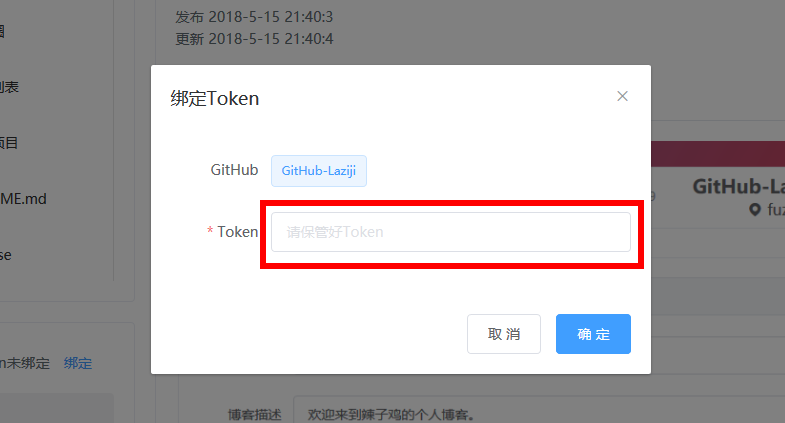 发布 2018-5-15 21:40:3
更新 2018-5-15 21:40:4
列表
项目
ME.md
se
绑定Token
GitHub
GitHub-Laziji
* Token
请保管好Token
取 消
确 定
GitHub-La
fuz
n未绑定 绑定
博客描述
欢迎来到辣子鸡的个人博客。